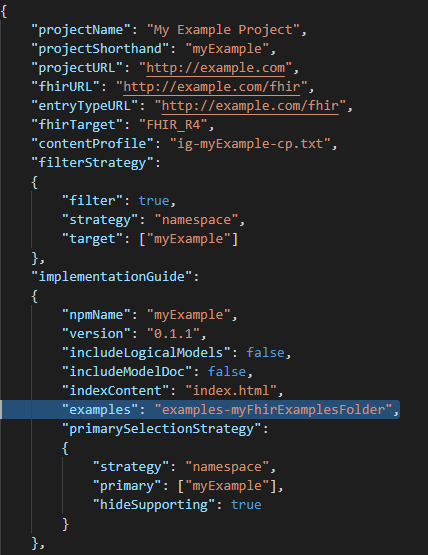 {
"projectName": "My Example Project",
"projectShorthand": "myExample",
"projectURL": "http://example.com",
"fhirURL": "http://example.com/fhir",
"entryTypeURL": "http://example.com/fhir",
"fhirTarget": "FHIR_R4",
"contentProfile": "ig-myExample-cp.txt",
"filterStrategy":
{
"filter": true,
"strategy": "namespace",
"target": ["myExample"]
},
"implementationGuide":
{
"npmName": "myExample",
"version": "0.1.1",
"includeLogicalModels": false,
"includeModelDoc": false,
"indexContent": "index.html",
"examples": "examples-myFhirExamplesFolder",
"primarySelectionStrategy":
{
"strategy": "namespace",
"primary": ["myExample"],
"hideSupporting": true
}
},